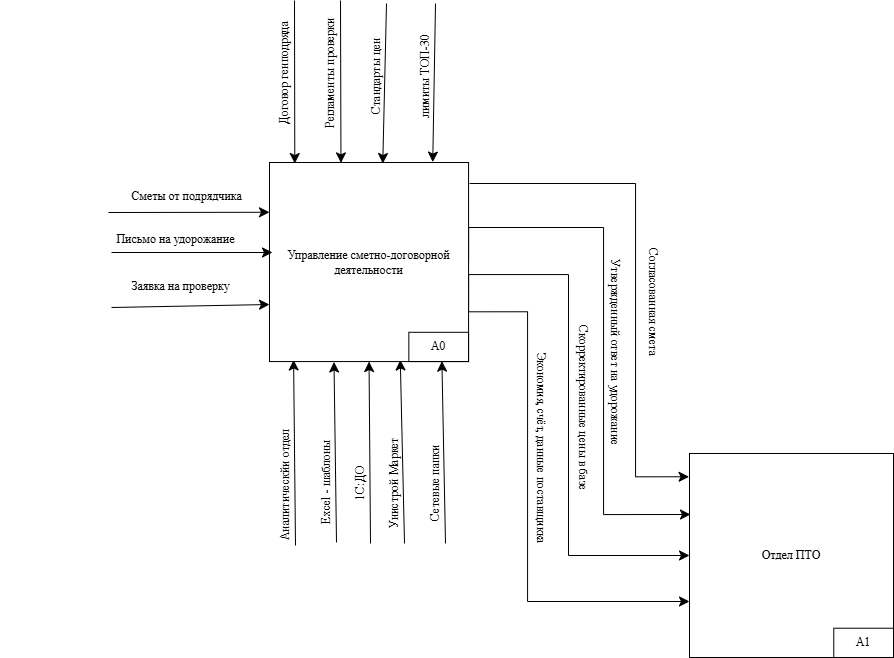 Договор генподряда
Регламенты проверки
Стандарты цен
лимиты ТОП-30
Сметы от подрядчика
Письмо на удорожание
Заявка на проверку
Управление сметно-договорной
деятельности
A0
Согласованная смета
Утвержденный ответ на удорожание
Скорректированные цены в базе
Экономия, счёт, данные поставщикка
Аналитический отдел
Excel - шаблоны
1С:ДО
Унистрой Маркет
Сетевые папки
Отдел ПТО
A1